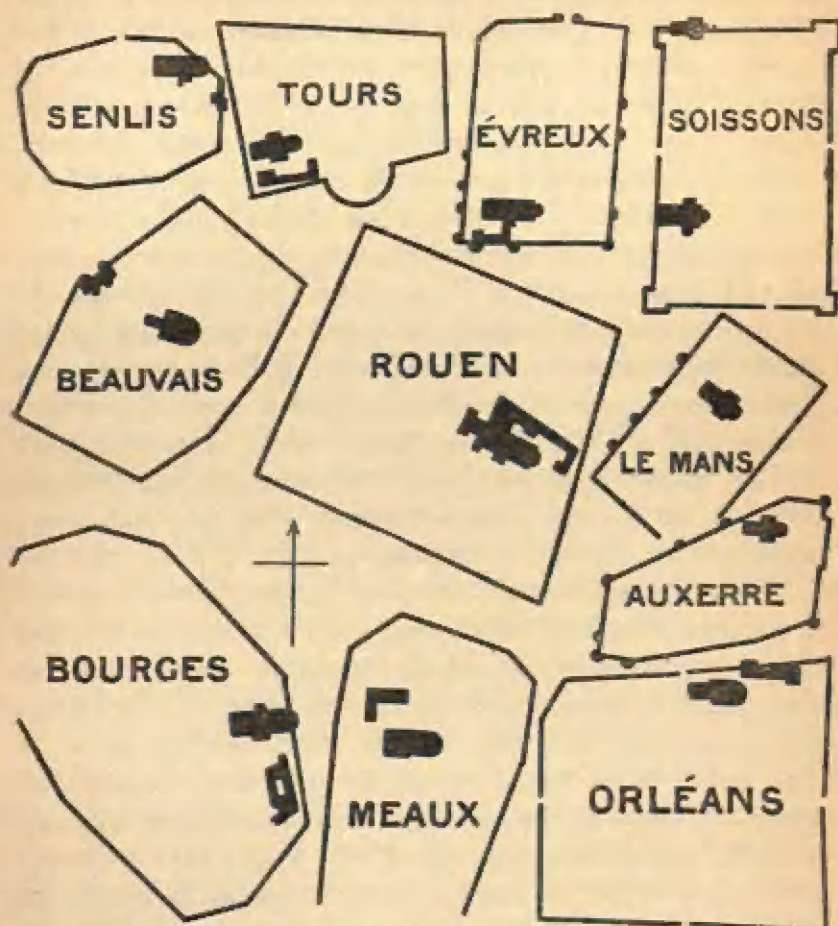 SENLIS
TOURS
ÉVREUX
SOISSONS
BEAUVAIS
ROUEN
LE MANS
AUXERRE
BOURGES
MEAUX
ORLÉANS